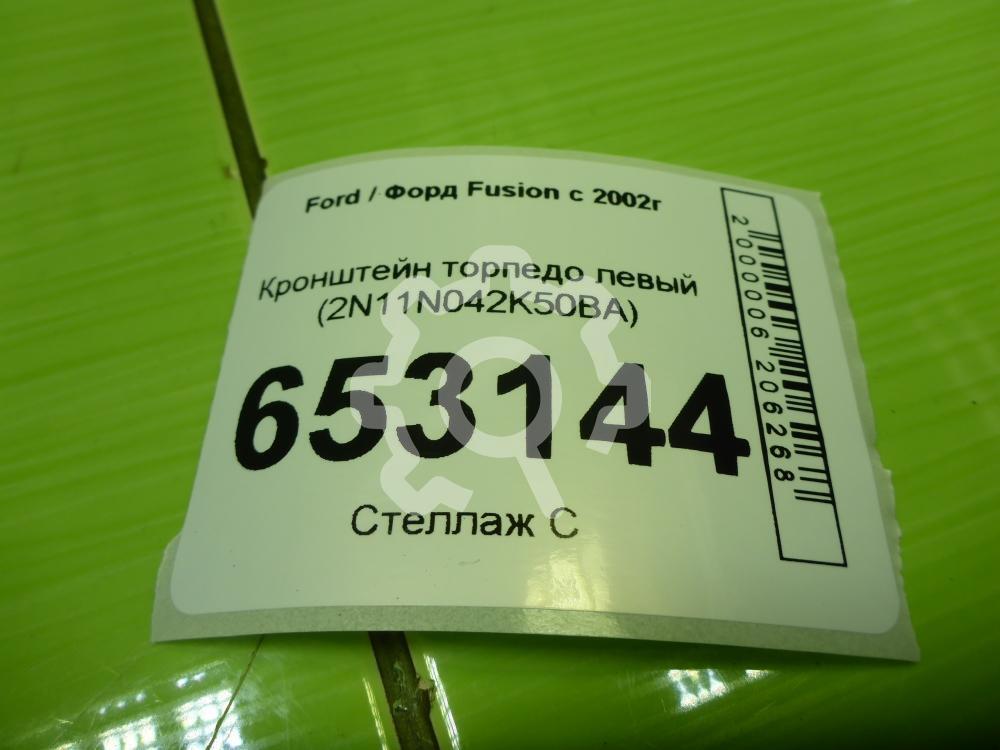 Ford / Форд Fusion с 2002г
Кронштейн торпедо левый
(2N11N042K50BA)
653144
Стеллаж С
2000006206268